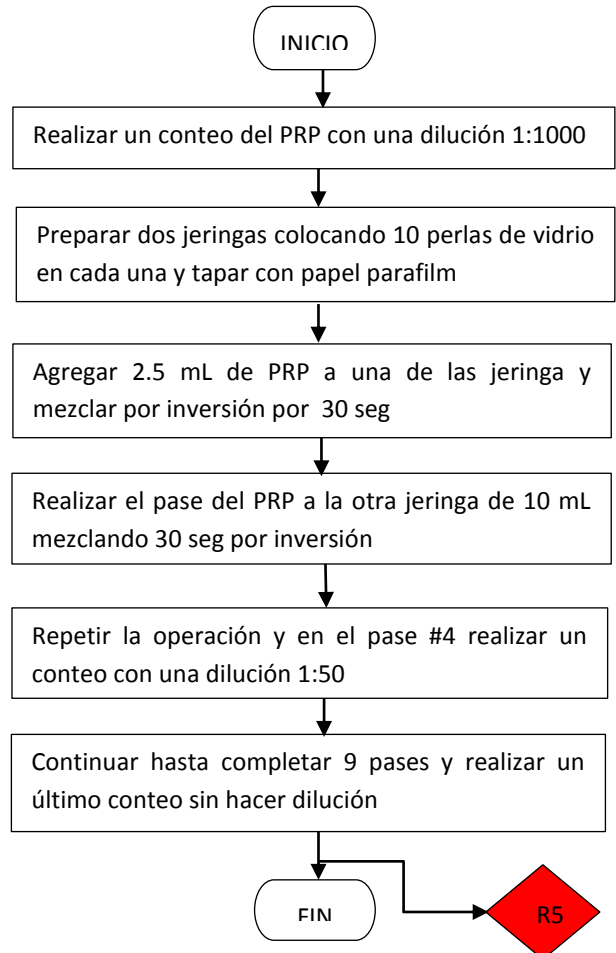 INICIO
Realizar un conteo del PRP con una dilución 1:1000
Preparar dos jeringas colocando 10 perlas de vidrio
en cada una y tapar con papel parafilm
Agregar 2.5 mL de PRP a una de las jeringa y
mezclar por inversión por 30 seg
Realizar el pase del PRP a la otra jeringa de 10 mL
mezclando 30 seg por inversión
Repetir la operación y en el pase #4 realizar un
conteo con una dilución 1:50
Continuar hasta completar 9 pases y realizar un
último conteo sin hacer dilución
FIN
R5